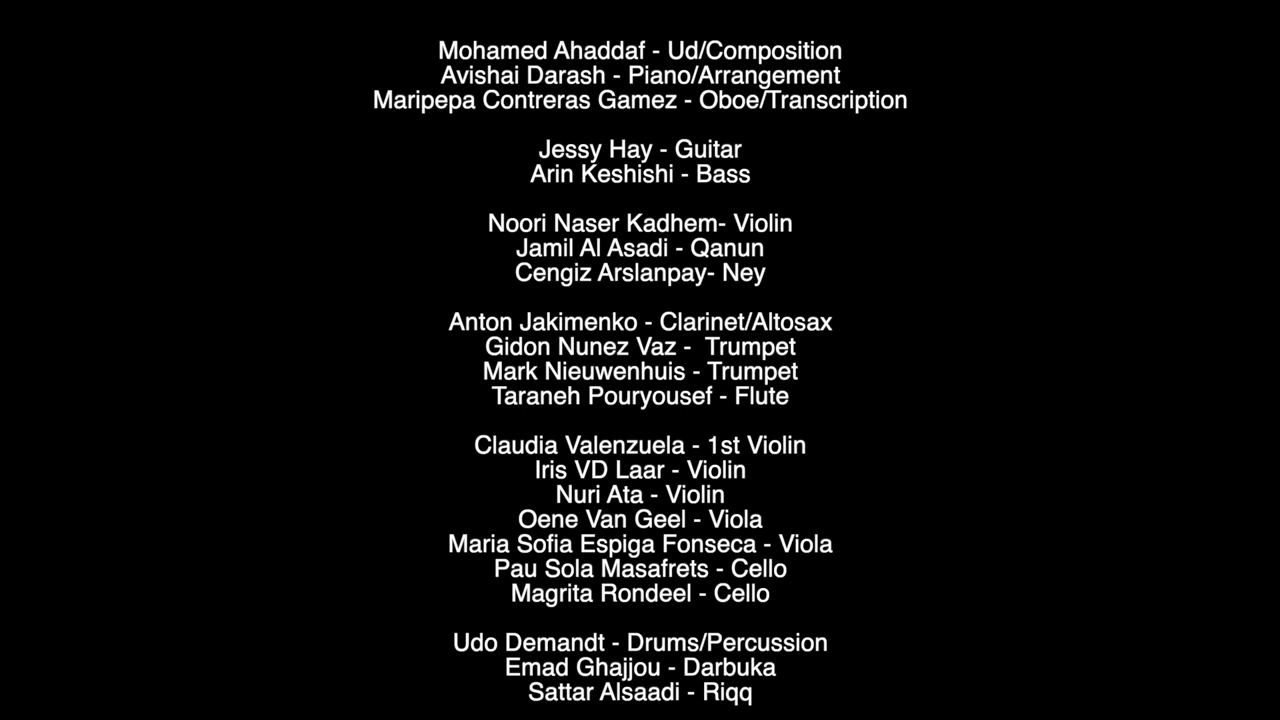 Mohamed Ahaddaf - Ud/Composition
Avishai Darash - Piano/Arrangement
Maripepa Contreras Gamez - Oboe/Transcription
Jessy Hay - Guitar
Arin Keshishi - Bass
Noori Naser Kadhem- Violin
Jamil Al Asadi - Qanun
Cengiz Arslanpay- Ney
Anton Jakimenko - Clarinet/Altosax
Gidon Nunez Vaz -  Trumpet
Mark Nieuwenhuis - Trumpet
Taraneh Pouryousef - Flute
Claudia Valenzuela - 1st Violin
Iris VD Laar - Violin
Nuri Ata - Violin
Oene Van Geel - Viola
Maria Sofia Espiga Fonseca - Viola
Pau Sola Masafrets - Cello
Magrita Rondeel - Cello
Udo Demandt - Drums/Percussion
Emad Ghajjou - Darbuka
Sattar Alsaadi - Riqq